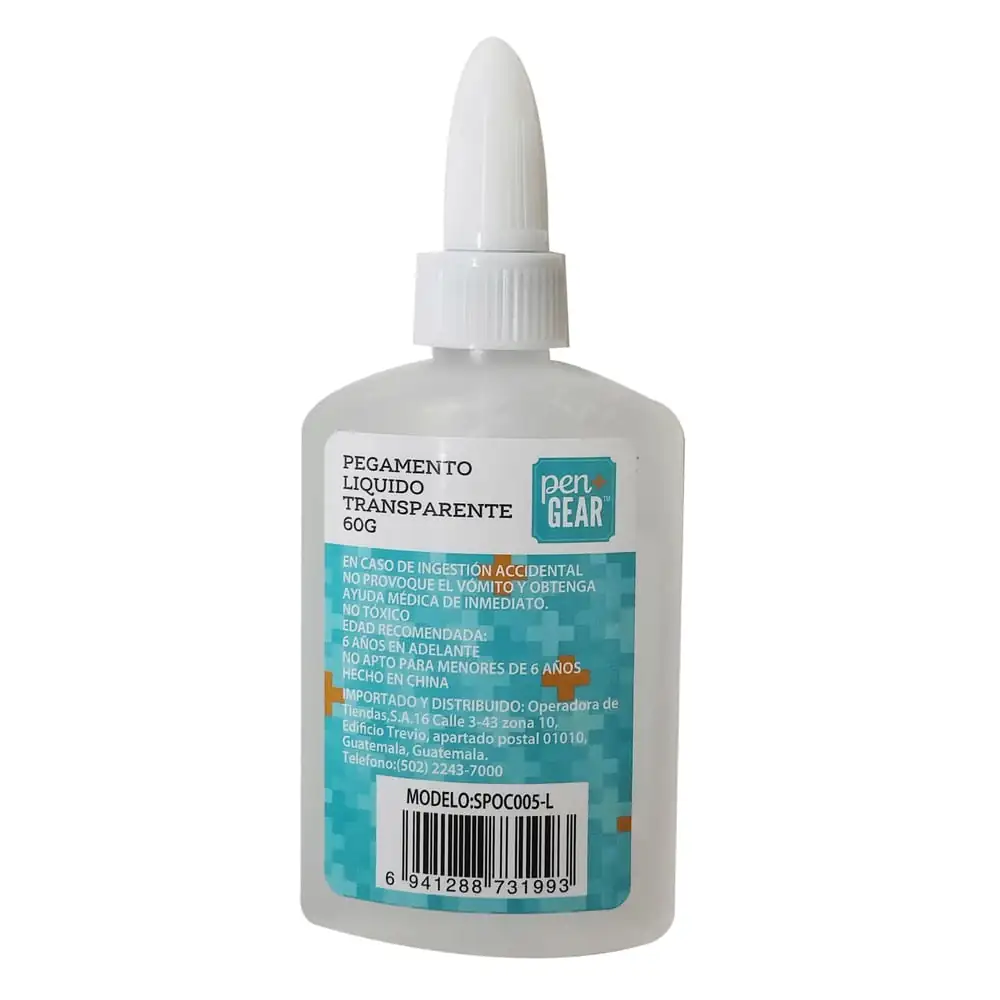 PEGAMENTO
LIQUIDO
TRANSPARENTE
60G
pen+
GEAR™
EN CASO DE INGESTIÓN ACCIDENTAL
NO PROVOQUE EL VÓMITO Y OBTENGA
AYUDA MÉDICA DE INMEDIATO.
NO TÓXICO
EDAD RECOMENDADA:
6 AÑOS EN ADELANTE
NO APTO PARA MENORES DE 6 AÑOS
HECHO EN CHINA
IMPORTADO Y DISTRIBUIDO: Operadora de
Tiendas,S.A.16 Calle 3-43 zona 10,
Edificio Trevio, apartado postal 01010,
Guatemala, Guatemala.
Telefono:(502) 2243-7000
MODELO:SPOC005-L
6 941288 731993